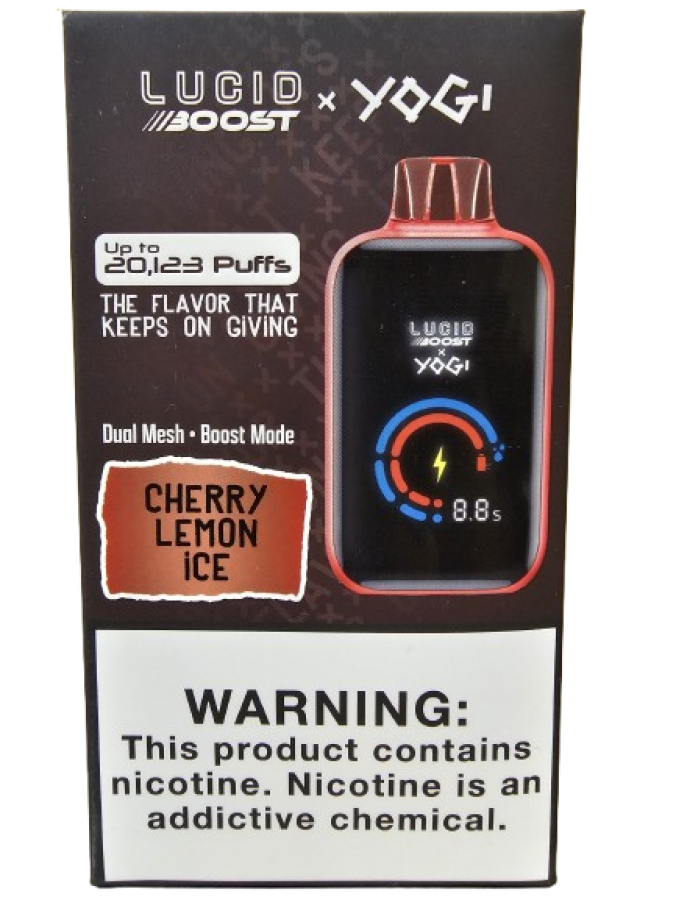 LUCID
BOOST
x YOGI
Up to
20,123 Puffs
THE FLAVOR THAT
KEEPS ON GIVING
LUCID
BOOST
x
YOGI
8.8s
Dual Mesh • Boost Mode
CHERRY
LEMON
iCE
WARNING:
This product contains
nicotine. Nicotine is an
addictive chemical.